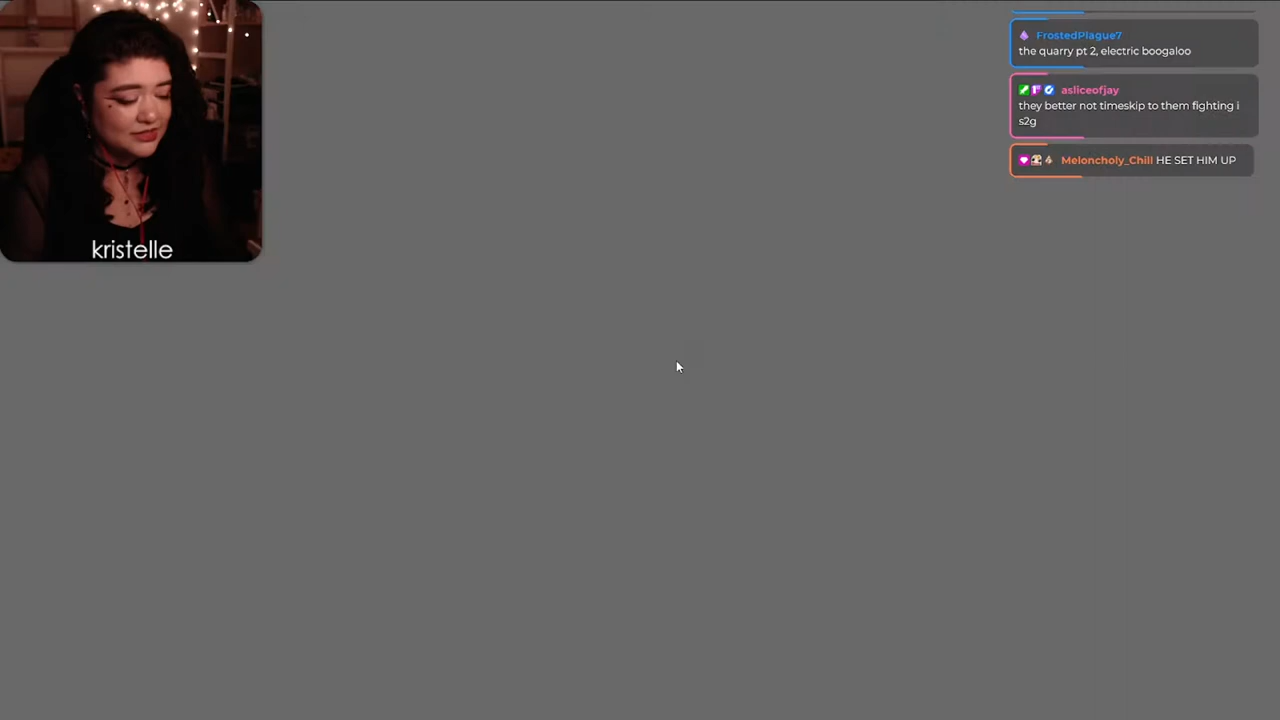 kristelle
FrostedPlague7
the quarry pt 2, electric boogaloo
asliceofjay
they better not timeskip to them fighting i
s2g
Meloncholy_Chill HE SET HIM UP